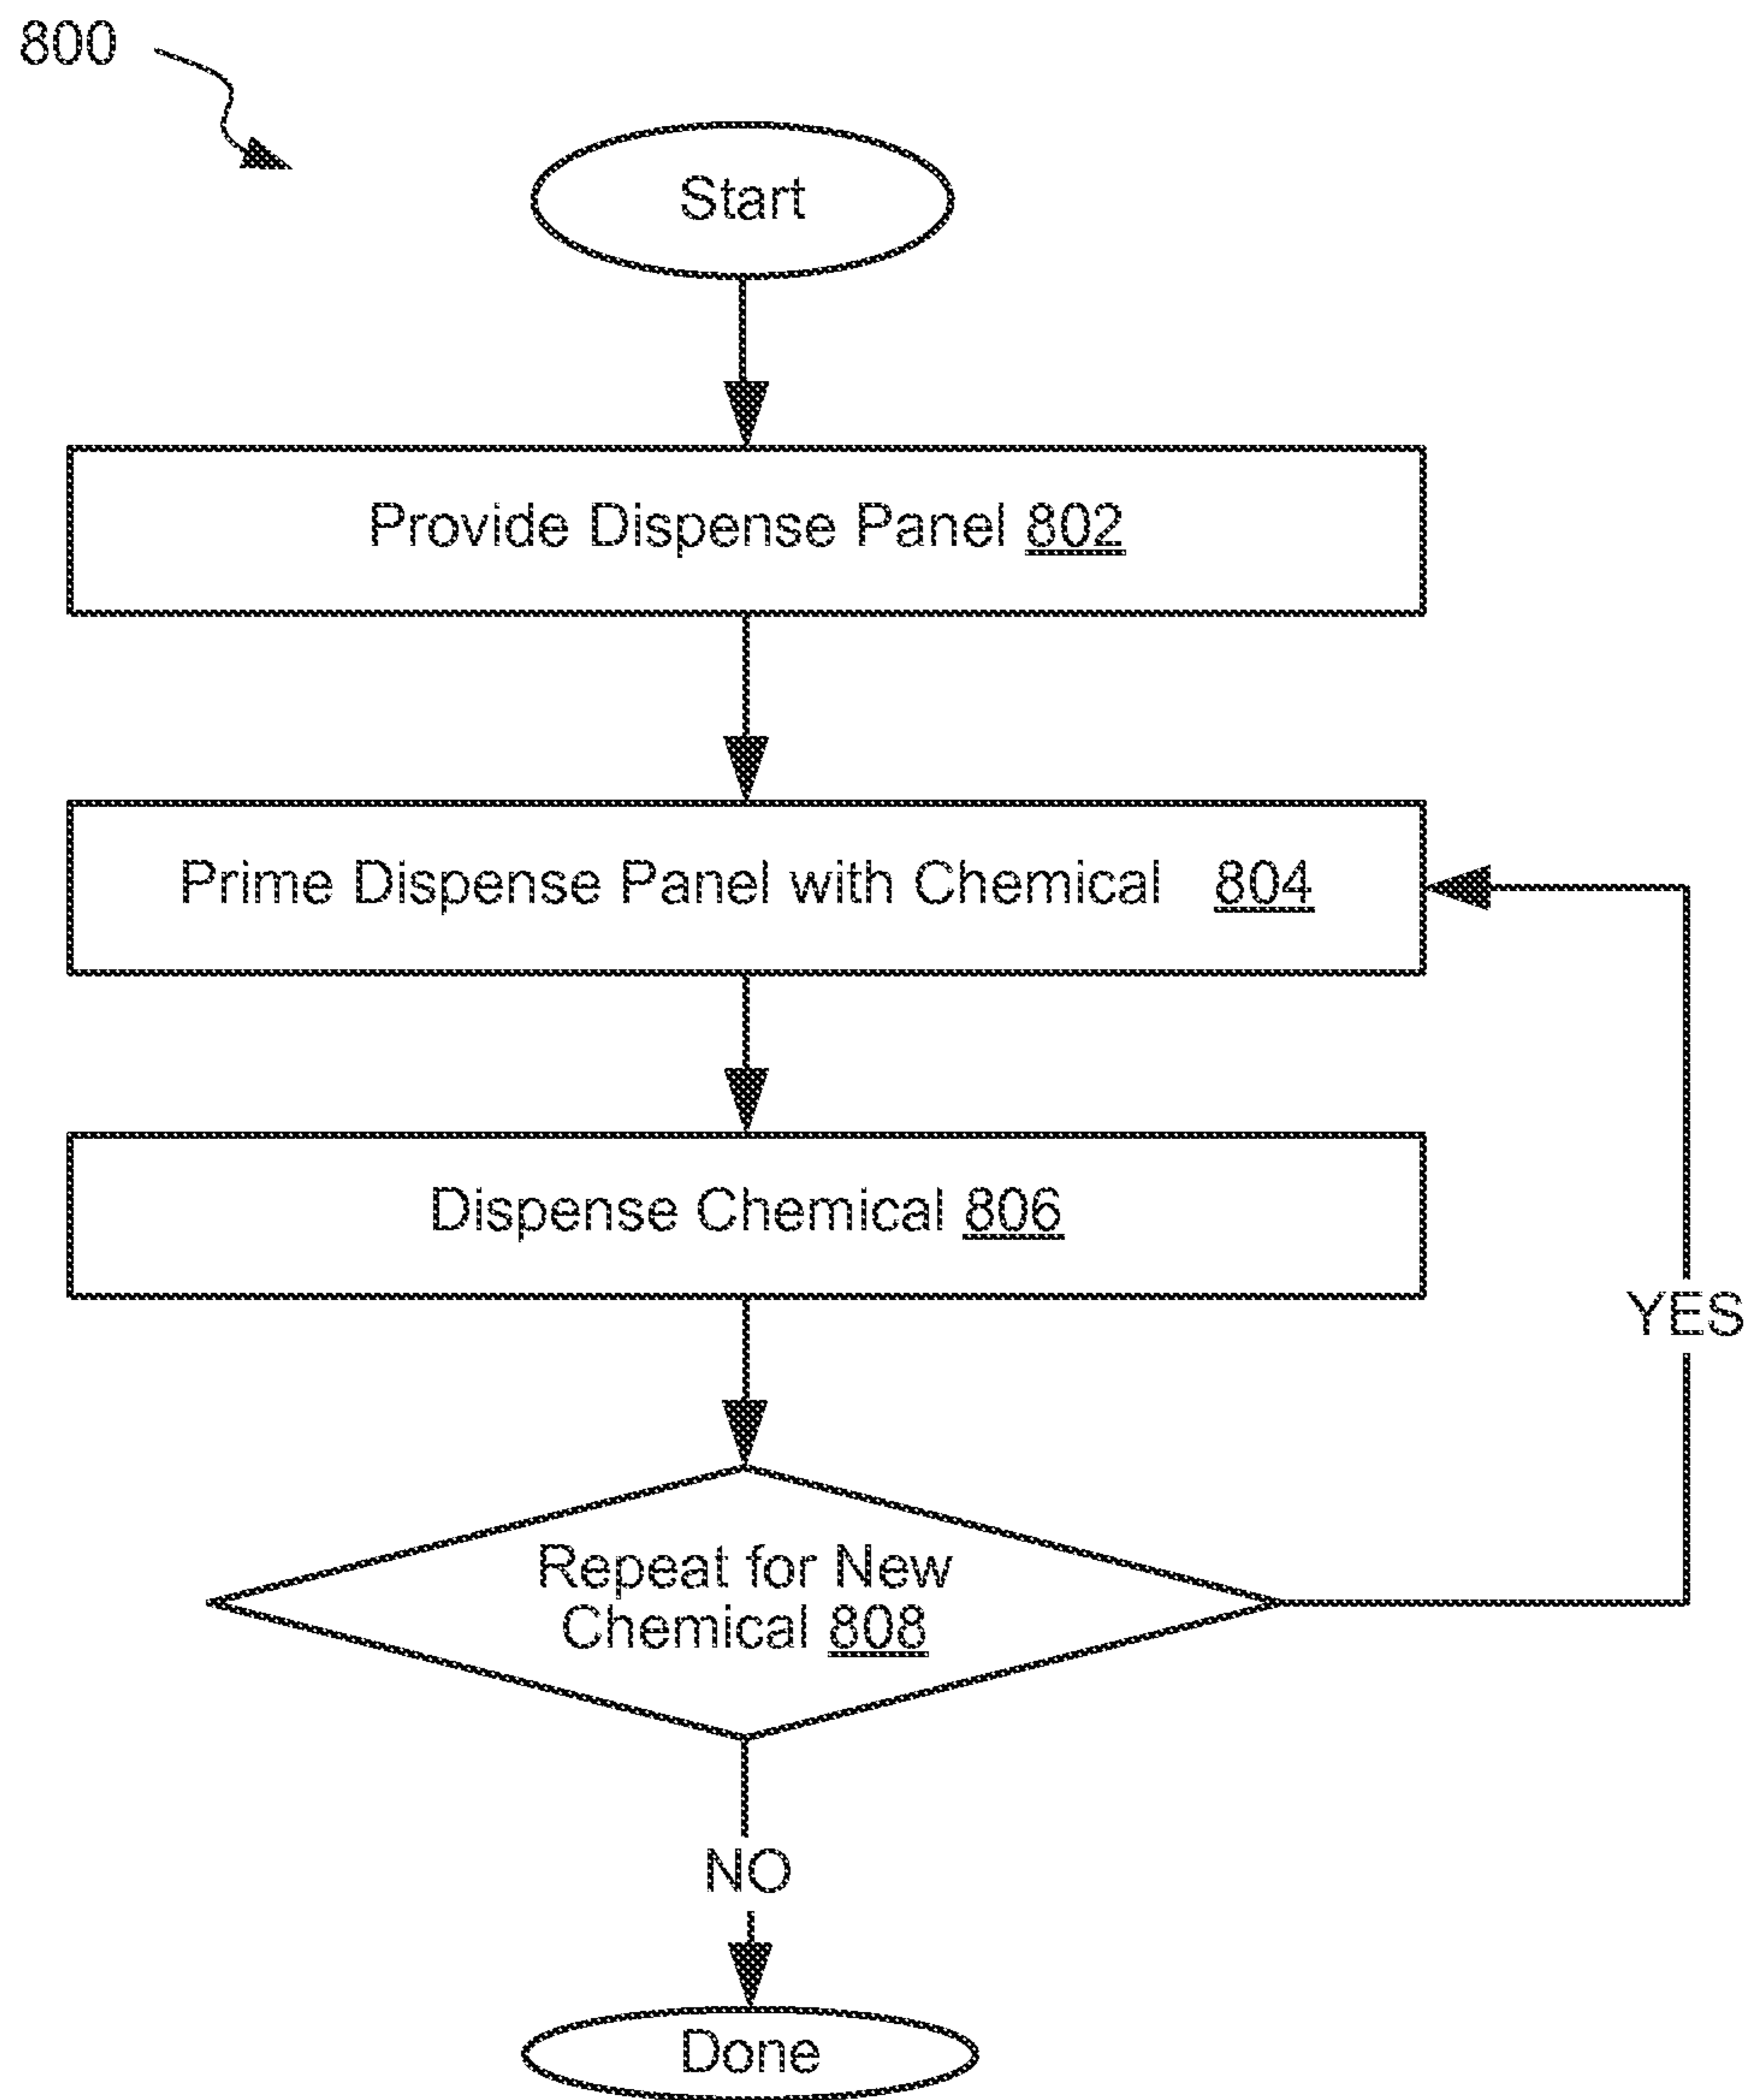 800
Start
Provide Dispense Panel 802
Prime Dispense Panel with Chemical 804
Dispense Chemical 806
YES
Repeat for New
Chemical 808
NO
Done